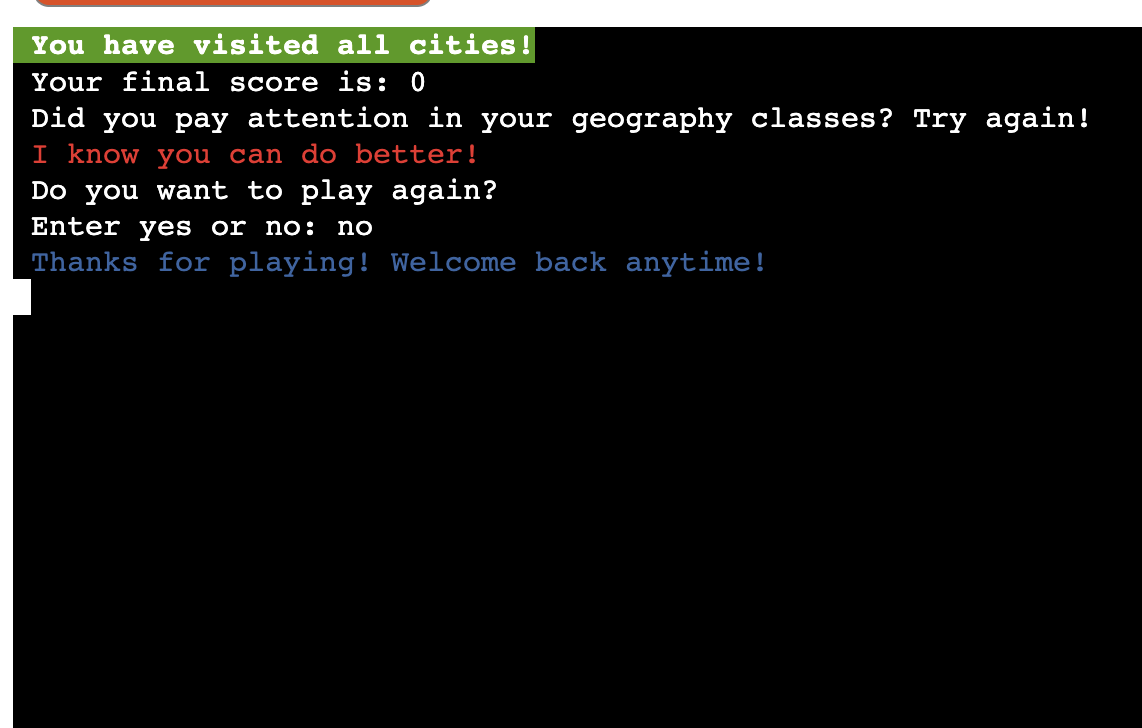 You have visited all cities!
Your final score is: 0
Did you pay attention in your geography classes? Try again!
I know you can do better!
Do you want to play again?
Enter yes or no: no
Thanks for playing! Welcome back anytime!